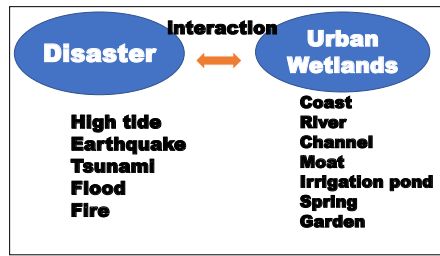 Interaction
Disaster
Urban
Wetlands
High tide
Earthquake
Tsunami
Flood
Fire
Coast
River
Channel
Moat
Irrigation pond
Spring
Garden